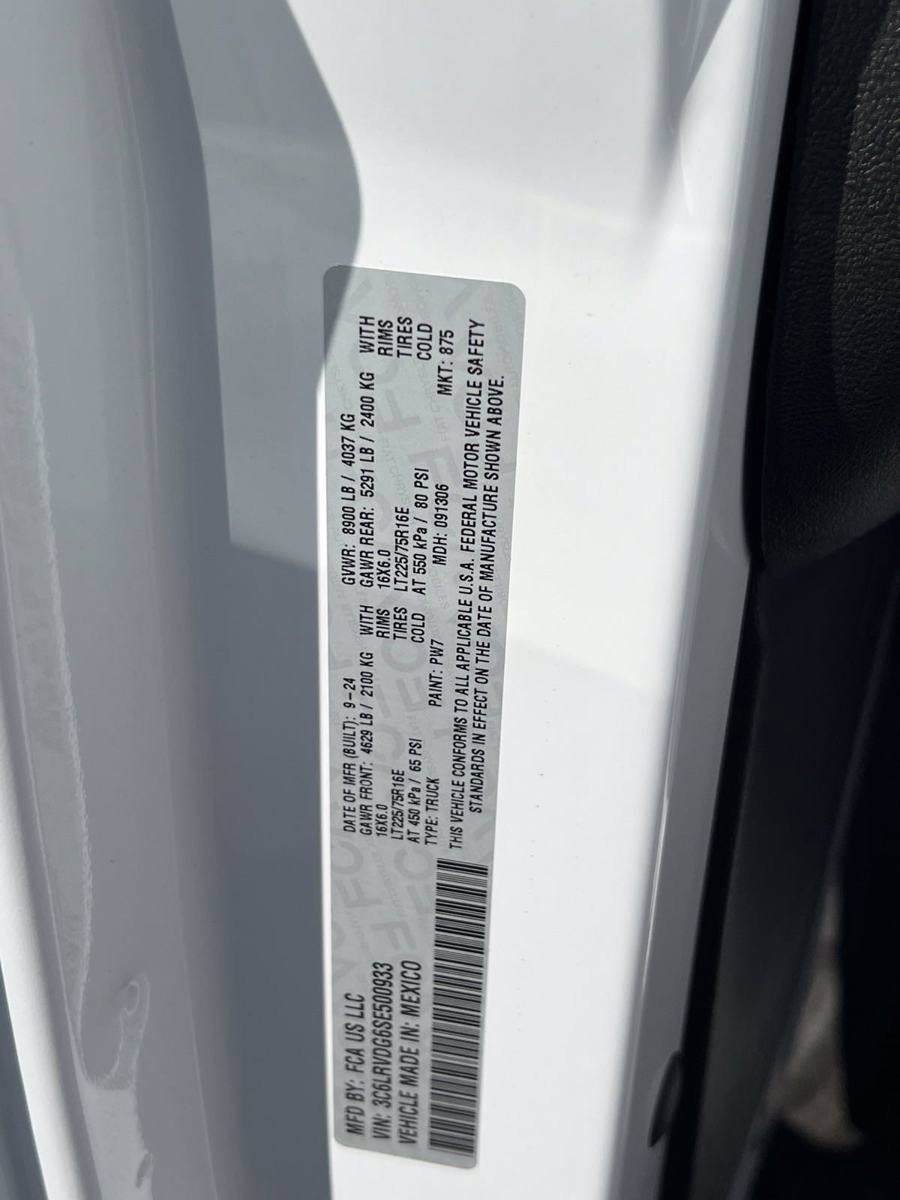 MFD BY: FCA US LLC
VIN: 3C6LRVDG6SE500933
VEHICLE MADE IN: MEXICO
DATE OF MFR (BUILT): 9-24 GVWR: 8900 LB / 4037 KG
GAWR FRONT: 4629 LB / 2100 KG WITH GAWR REAR: 5291 LB / 2400 KG WITH
16X6.0 RIMS 16X6.0 RIMS
LT225/75R16E TIRES LT225/75R16E TIRES
AT 450 kPa / 65 PSI COLD AT 550 kPa / 80 PSI COLD
TYPE: TRUCK PAINT: PW7 MDH: 091306 MKT: 875
THIS VEHICLE CONFORMS TO ALL APPLICABLE U.S.A. FEDERAL MOTOR VEHICLE SAFETY
STANDARDS IN EFFECT ON THE DATE OF MANUFACTURE SHOWN ABOVE.